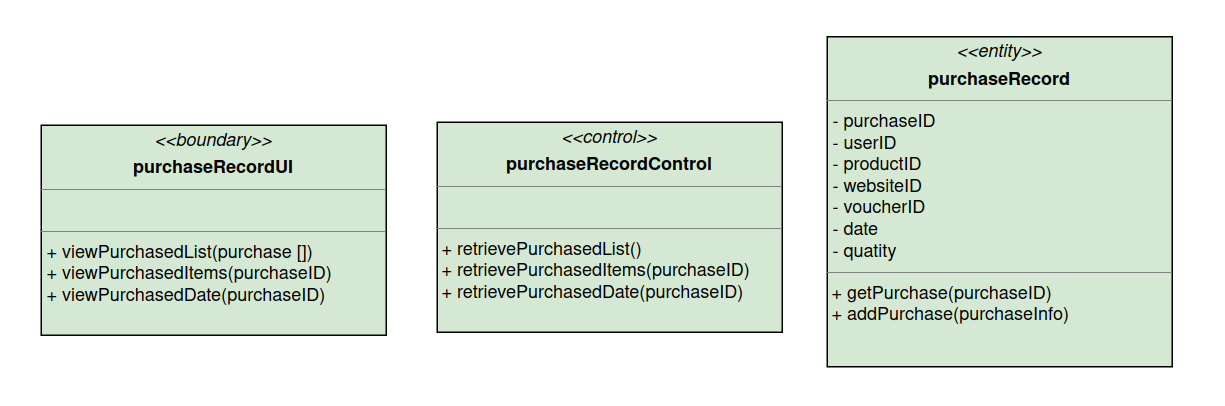 <<boundary>>
purchaseRecordUI
+ viewPurchasedList(purchase [])
+ viewPurchasedItems(purchaseID)
+ viewPurchasedDate(purchaseID)
<<control>>
purchaseRecordControl
+ retrievePurchasedList()
+ retrievePurchasedItems(purchaseID)
+ retrievePurchasedDate(purchaseID)
<<entity>>
purchaseRecord
- purchaseID
- userID
- productID
- websiteID
- voucherID
- date
- quatity
+ getPurchase(purchaseID)
+ addPurchase(purchaseInfo)